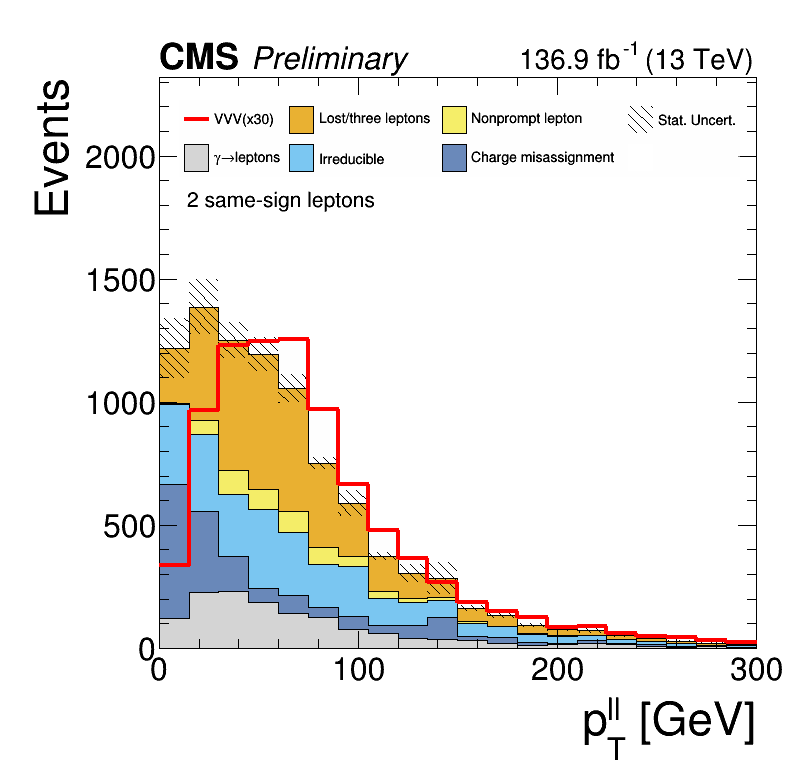 CMS Preliminary 136.9 fb⁻¹ (13 TeV)
Events
VVV(x30) Lost/three leptons Nonprompt lepton Stat. Uncert.
γ→leptons Irreducible Charge misassignment
2 same-sign leptons
2000
1500
1000
500
0
0 100 200 300
p_T^ll [GeV]